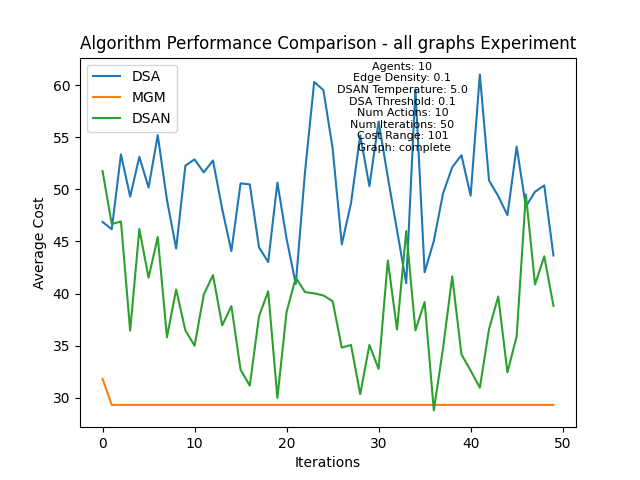 Algorithm Performance Comparison - all graphs Experiment
DSA
MGM
DSAN
Agents: 10
Edge Density: 0.1
DSAN Temperature: 5.0
DSA Threshold: 0.1
Num Actions: 10
Num Iterations: 50
Cost Range: 101
Graph: complete
Average Cost
60
55
50
45
40
35
30
0
10
20
30
40
50
Iterations